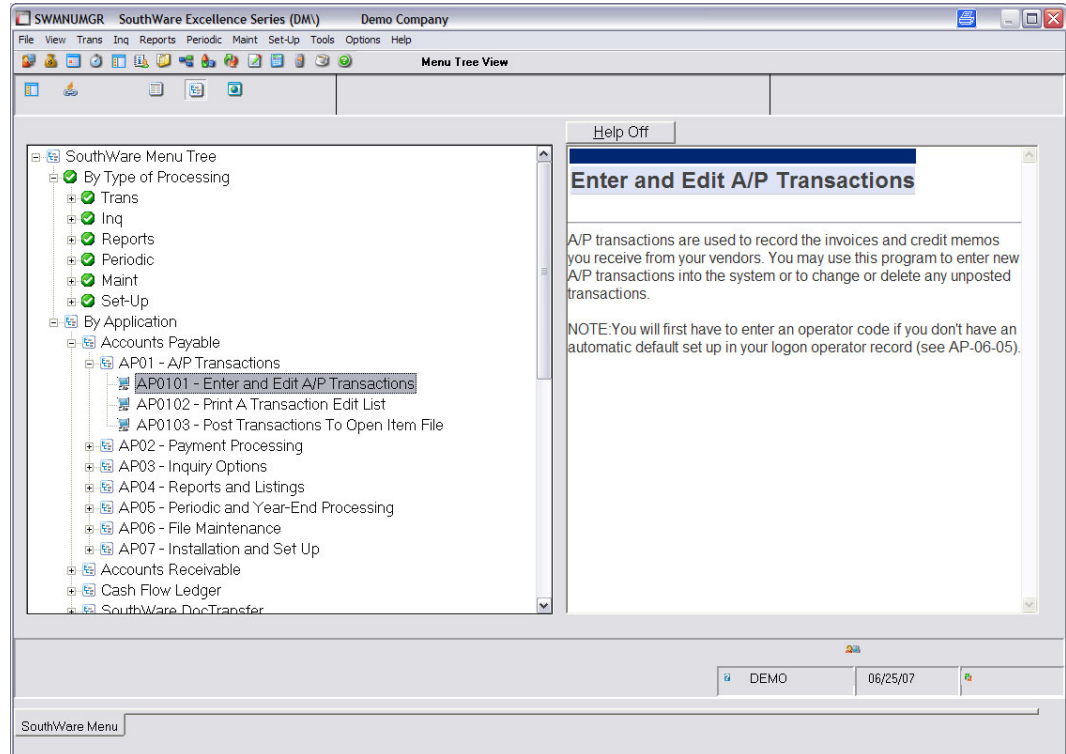 SWMNUMGR SouthWare Excellence Series (DM\) Demo Company
File View Trans Inq Reports Periodic Maint Set-Up Tools Options Help
Menu Tree View
Help Off
SouthWare Menu Tree
By Type of Processing
Trans
Inq
Reports
Periodic
Maint
Set-Up
By Application
Accounts Payable
AP01 - A/P Transactions
AP0101 - Enter and Edit A/P Transactions
AP0102 - Print A Transaction Edit List
AP0103 - Post Transactions To Open Item File
AP02 - Payment Processing
AP03 - Inquiry Options
AP04 - Reports and Listings
AP05 - Periodic and Year-End Processing
AP06 - File Maintenance
AP07 - Installation and Set Up
Accounts Receivable
Cash Flow Ledger
SouthWare DocTransfer
Enter and Edit A/P Transactions
A/P transactions are used to record the invoices and credit memos
you receive from your vendors. You may use this program to enter new
A/P transactions into the system or to change or delete any unposted
transactions.
NOTE:You will first have to enter an operator code if you don't have an
automatic default set up in your logon operator record (see AP-06-05).
DEMO 06/25/07
SouthWare Menu